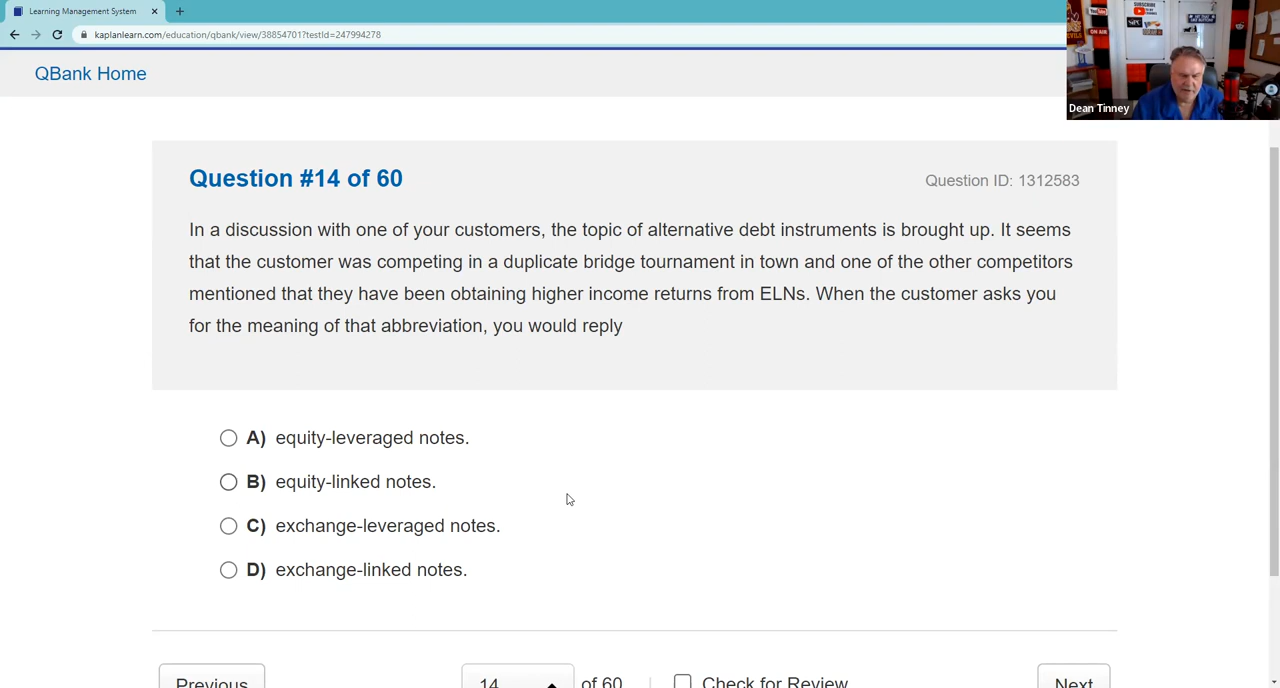 Learning Management System
kaplanlearn.com/education/qbank/view/38854701?testId=247994278
QBank Home
YouTube
SUBSCRIBE
ON AIR
Dean Tinney
Question #14 of 60
Question ID: 1312583
In a discussion with one of your customers, the topic of alternative debt instruments is brought up. It seems
that the customer was competing in a duplicate bridge tournament in town and one of the other competitors
mentioned that they have been obtaining higher income returns from ELNs. When the customer asks you
for the meaning of that abbreviation, you would reply
A) equity-leveraged notes.
B) equity-linked notes.
C) exchange-leveraged notes.
D) exchange-linked notes.
Previous
14
of 60
Check for Review
Next